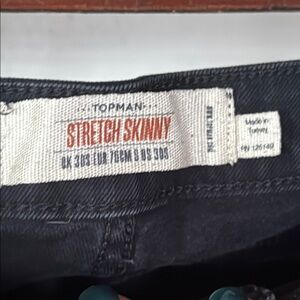 TOPMAN
STRETCH SKINNY
UK 30S EUR 76CM S US 30S
Made in
Turkey